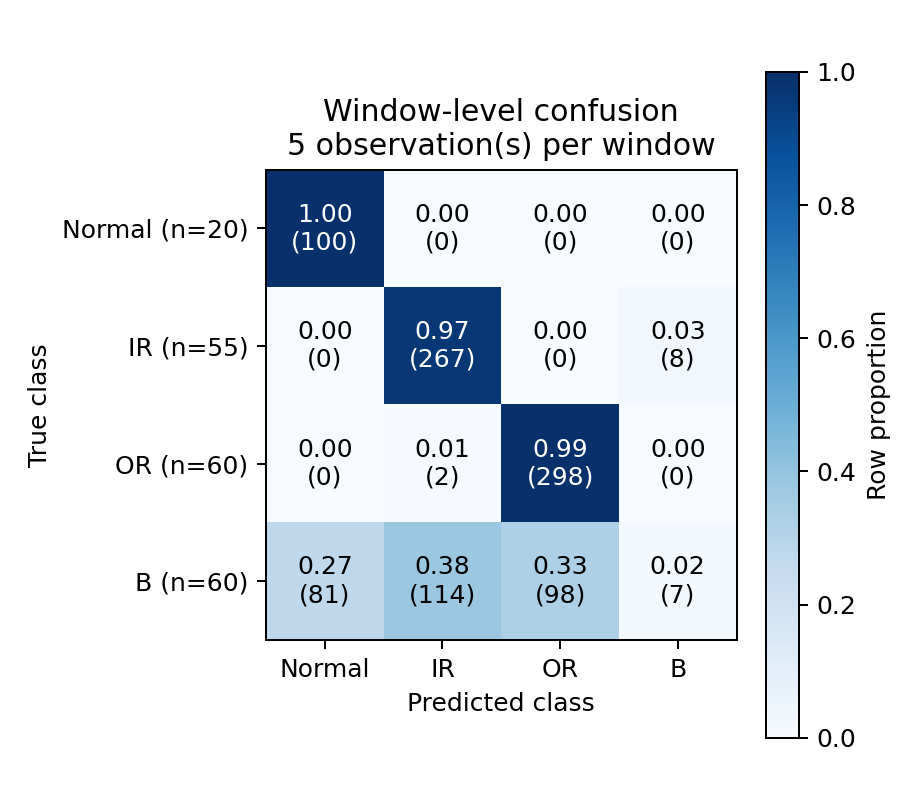 Window-level confusion
5 observation(s) per window
True class
Normal (n=20)
1.00 0.00 0.00 0.00
(100) (0) (0) (0)
IR (n=55)
0.00 0.97 0.00 0.03
(0) (267) (0) (8)
OR (n=60)
0.00 0.01 0.99 0.00
(0) (2) (298) (0)
B (n=60)
0.27 0.38 0.33 0.02
(81) (114) (98) (7)
Normal IR OR B
Predicted class
1.0
0.8
0.6
0.4
0.2
0.0
Row proportion